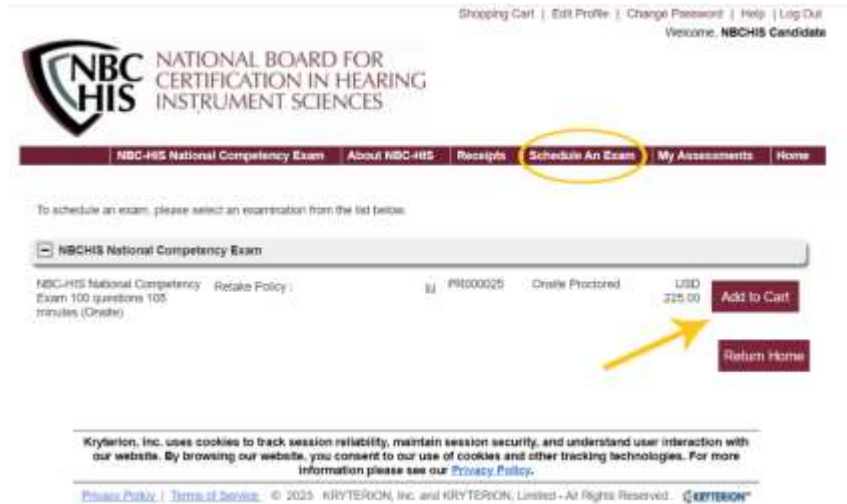 Shopping Cart | Edit Profile | Change Password | Help | Log Out
Welcome, NBCHIS Candidate
NBC
HIS
NATIONAL BOARD FOR
CERTIFICATION IN HEARING
INSTRUMENT SCIENCES
NBC-HIS National Competency Exam | About NBC-HIS | Receipts | Schedule An Exam | My Assessments | Home
To schedule an exam, please select an examination from the list below.
NBCHIS National Competency Exam
NBC-HIS National Competency Retake Policy : PR000025 Onsite Proctored USD
Exam 100 questions 105 225.00 Add to Cart
minutes (Onsite)
Return Home
Kryterion, Inc. uses cookies to track session reliability, maintain session security, and understand user interaction with
our website. By browsing our website, you consent to our use of cookies and other tracking technologies. For more
information please see our Privacy Policy.
Privacy Policy | Terms of Service © 2023 KRYTERION, Inc. and KRYTERION, Limited - All Rights Reserved. KRYTERION